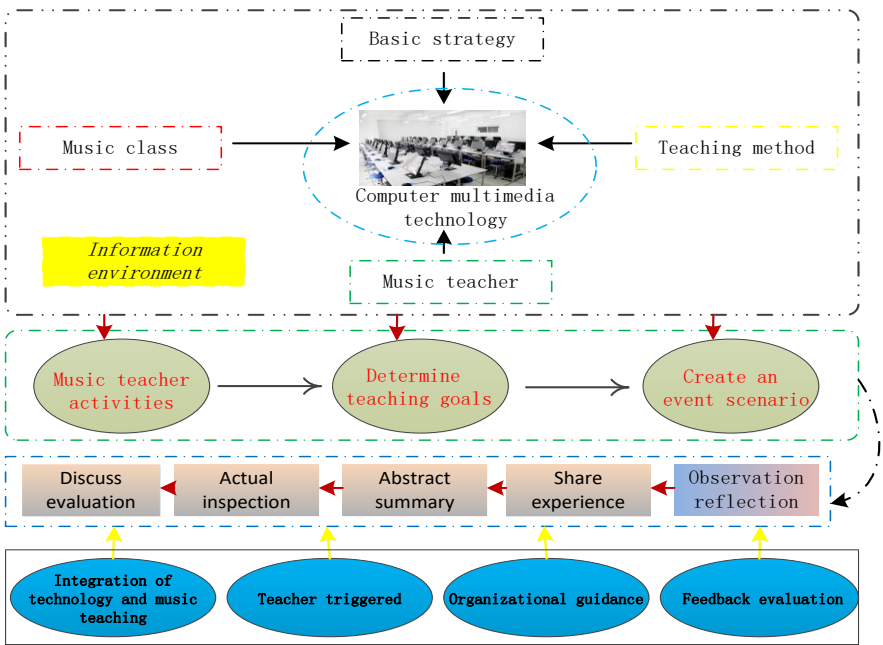 Basic strategy
Music class
Teaching method
Computer multimedia
technology
Information
environment
Music teacher
Music teacher
activities
Determine
teaching goals
Create an
event scenario
Discuss
evaluation
Actual
inspection
Abstract
summary
Share
experience
Observation
reflection
Integration of
technology and music
teaching
Teacher triggered
Organizational guidance
Feedback evaluation